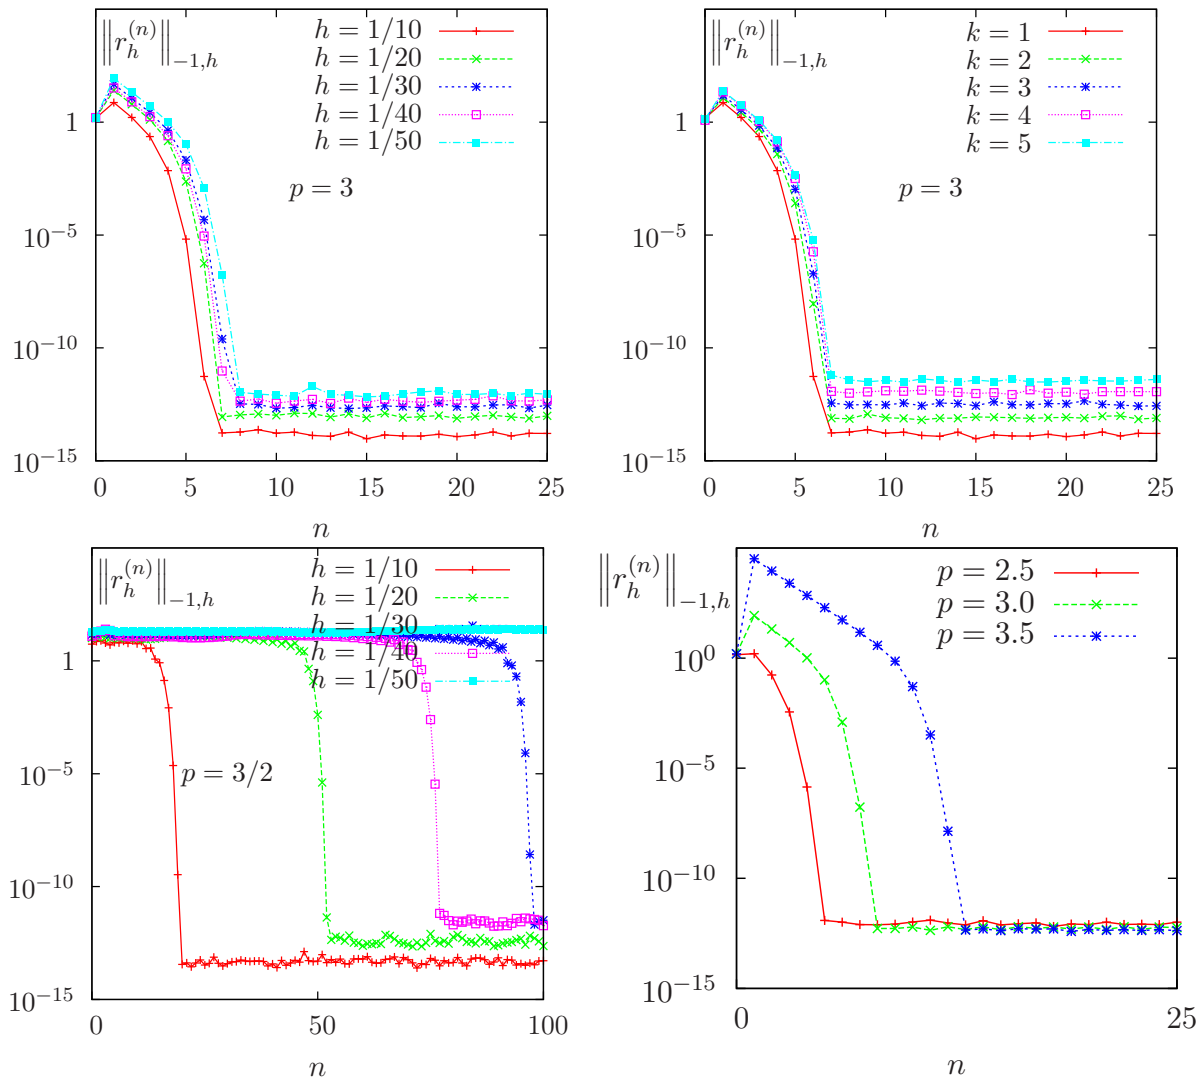 ‖r_h^{(n)}‖_{-1,h}
h = 1/10
h = 1/20
h = 1/30
h = 1/40
h = 1/50
p = 3
1
10^{-5}
10^{-10}
10^{-15}
0 5 10 15 20 25
n
‖r_h^{(n)}‖_{-1,h}
k = 1
k = 2
k = 3
k = 4
k = 5
p = 3
1
10^{-5}
10^{-10}
10^{-15}
0 5 10 15 20 25
n
‖r_h^{(n)}‖_{-1,h}
h = 1/10
h = 1/20
h = 1/30
h = 1/40
h = 1/50
p = 3/2
1
10^{-5}
10^{-10}
10^{-15}
0 50 100
n
‖r_h^{(n)}‖_{-1,h}
p = 2.5
p = 3.0
p = 3.5
10^{0}
10^{-5}
10^{-10}
10^{-15}
0 25
n